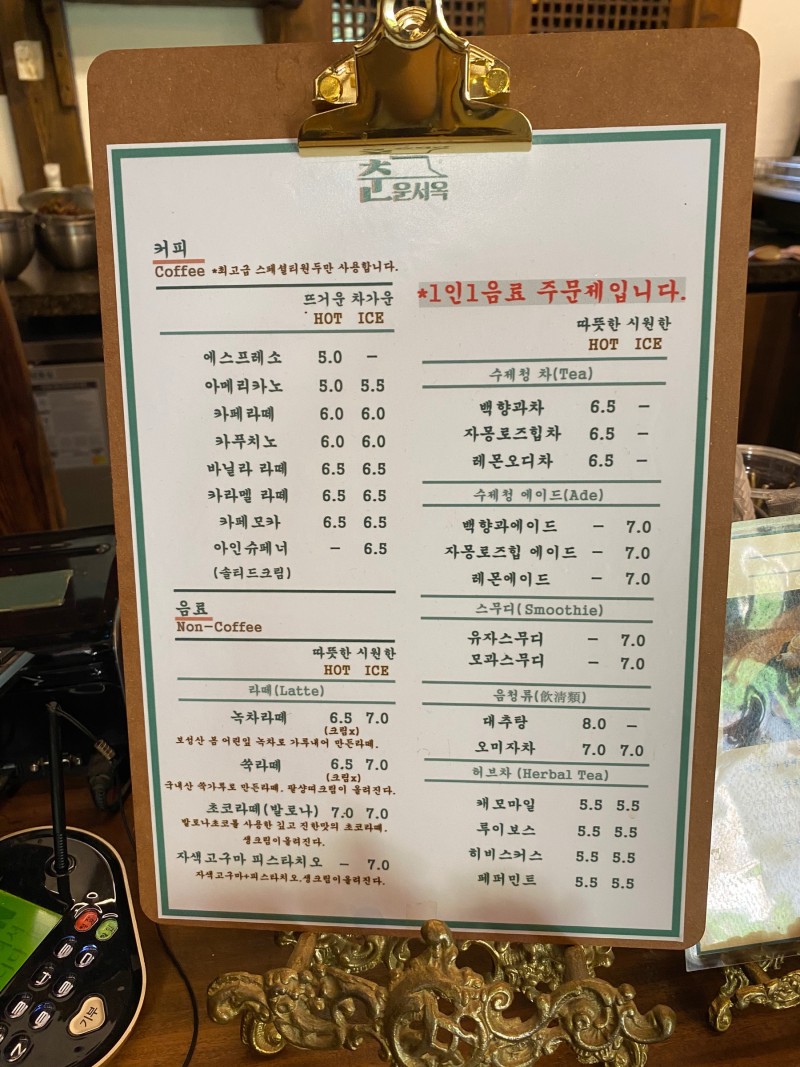 춘
운서옥
커피
Coffee *최고급 스페셜티원두만 사용합니다.
뜨거운 차가운
HOT ICE
에스프레소 5.0 —
아메리카노 5.0 5.5
카페라떼 6.0 6.0
카푸치노 6.0 6.0
바닐라 라떼 6.5 6.5
카라멜 라떼 6.5 6.5
카페모카 6.5 6.5
아인슈페너 — 6.5
(솔티드크림)
음료
Non-Coffee
따뜻한 시원한
HOT ICE
라떼(Latte)
녹차라떼 6.5 7.0
(크림x)
보성산 봄 어린잎 녹차로 가루내어 만든라떼.
쑥라떼 6.5 7.0
(크림x)
국내산 쑥가루로 만든라떼. 팥샹떼크림이 올려진다.
초코라떼(발로나) 7.0 7.0
발로나초코를 사용한 깊고 진한맛의 초코라떼.
생크림이올려진다.
자색고구마 피스타치오 — 7.0
자색고구마+피스타치오.생크림이올려진다.
*1인1음료 주문제입니다.
따뜻한 시원한
HOT ICE
수제청 차(Tea)
백향과차 6.5 —
자몽로즈힙차 6.5 —
레몬오디차 6.5 —
수제청 에이드(Ade)
백향과에이드 — 7.0
자몽로즈힙 에이드 — 7.0
레몬에이드 — 7.0
스무디(Smoothie)
유자스무디 — 7.0
모과스무디 — 7.0
음청류(飮淸類)
대추탕 8.0 —
오미자차 7.0 7.0
허브차 (Herbal Tea)
캐모마일 5.5 5.5
루이보스 5.5 5.5
히비스커스 5.5 5.5
페퍼민트 5.5 5.5
기부